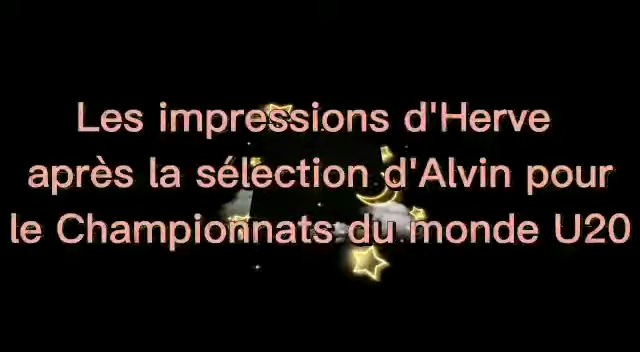 Les impressions d'Herve
après la sélection d'Alvin pour
le Championnats du monde U20